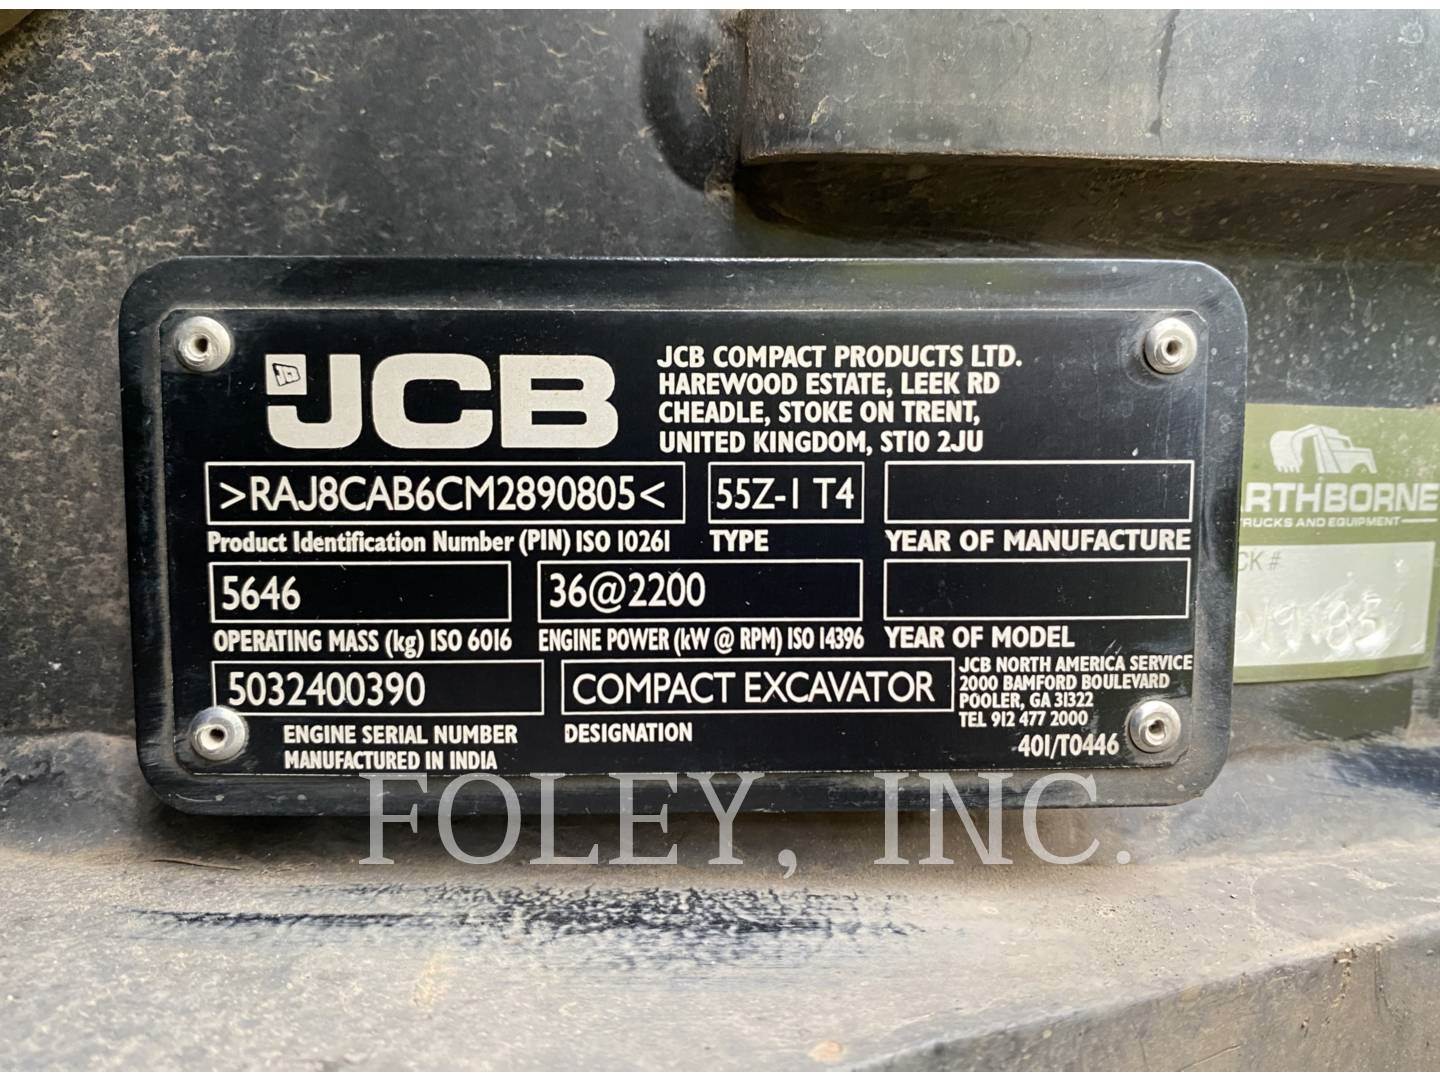 JCB
JCB COMPACT PRODUCTS LTD.
HAREWOOD ESTATE, LEEK RD
CHEADLE, STOKE ON TRENT,
UNITED KINGDOM, ST10 2JU
>RAJ8CAB6CM2890805<
Product Identification Number (PIN) ISO 10261
55Z-1 T4
TYPE
YEAR OF MANUFACTURE
5646
OPERATING MASS (kg) ISO 6016
36@2200
ENGINE POWER (kW @ RPM) ISO 14396
YEAR OF MODEL
5032400390
ENGINE SERIAL NUMBER
MANUFACTURED IN INDIA
COMPACT EXCAVATOR
DESIGNATION
JCB NORTH AMERICA SERVICE
2000 BAMFORD BOULEVARD
POOLER, GA 31322
TEL 912 477 2000
401/T0446
RTHBORNE
TRUCKS AND EQUIPMENT
CK #
FOLEY, INC.